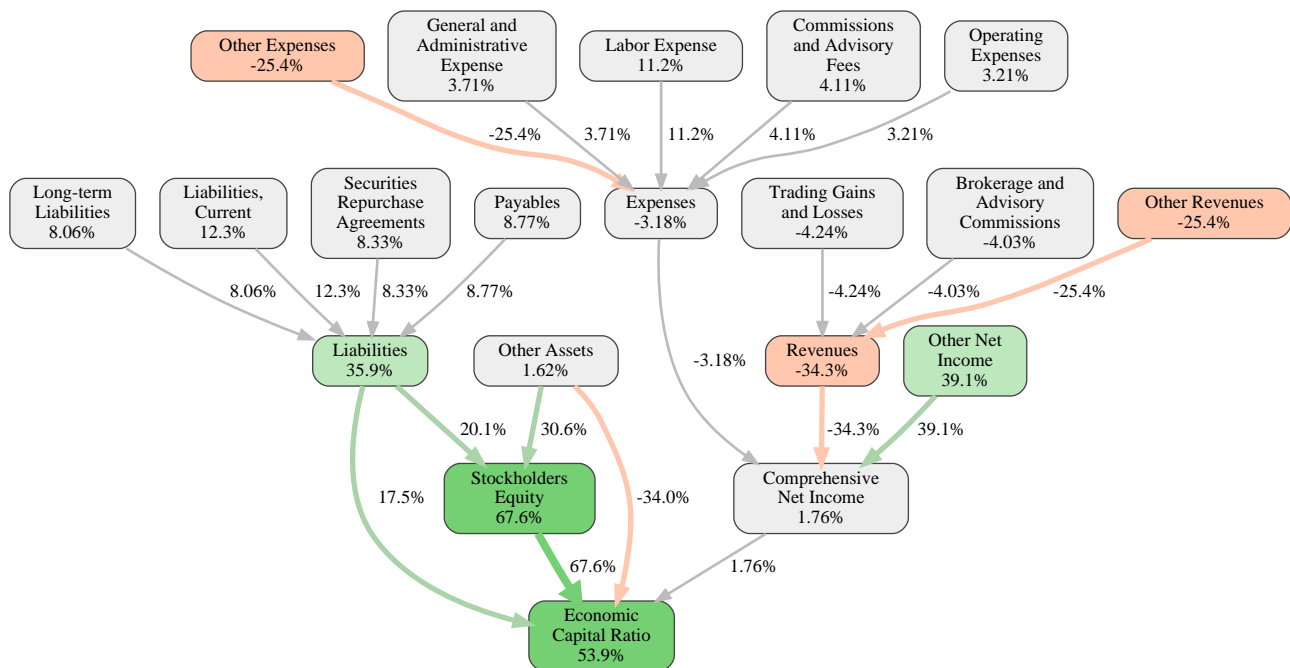 Other Expenses
-25.4%
General and
Administrative
Expense
3.71%
Labor Expense
11.2%
Commissions
and Advisory
Fees
4.11%
Operating
Expenses
3.21%
-25.4%
3.71%
11.2%
4.11%
3.21%
Long-term
Liabilities
8.06%
Liabilities,
Current
12.3%
Securities
Repurchase
Agreements
8.33%
Payables
8.77%
Expenses
-3.18%
Trading Gains
and Losses
-4.24%
Brokerage and
Advisory
Commissions
-4.03%
Other Revenues
-25.4%
8.06%
12.3%
8.33%
8.77%
-4.24%
-4.03%
-25.4%
Liabilities
35.9%
Other Assets
1.62%
-3.18%
Revenues
-34.3%
Other Net
Income
39.1%
20.1%
30.6%
-34.3%
39.1%
17.5%
Stockholders
Equity
67.6%
-34.0%
Comprehensive
Net Income
1.76%
67.6%
1.76%
Economic
Capital Ratio
53.9%